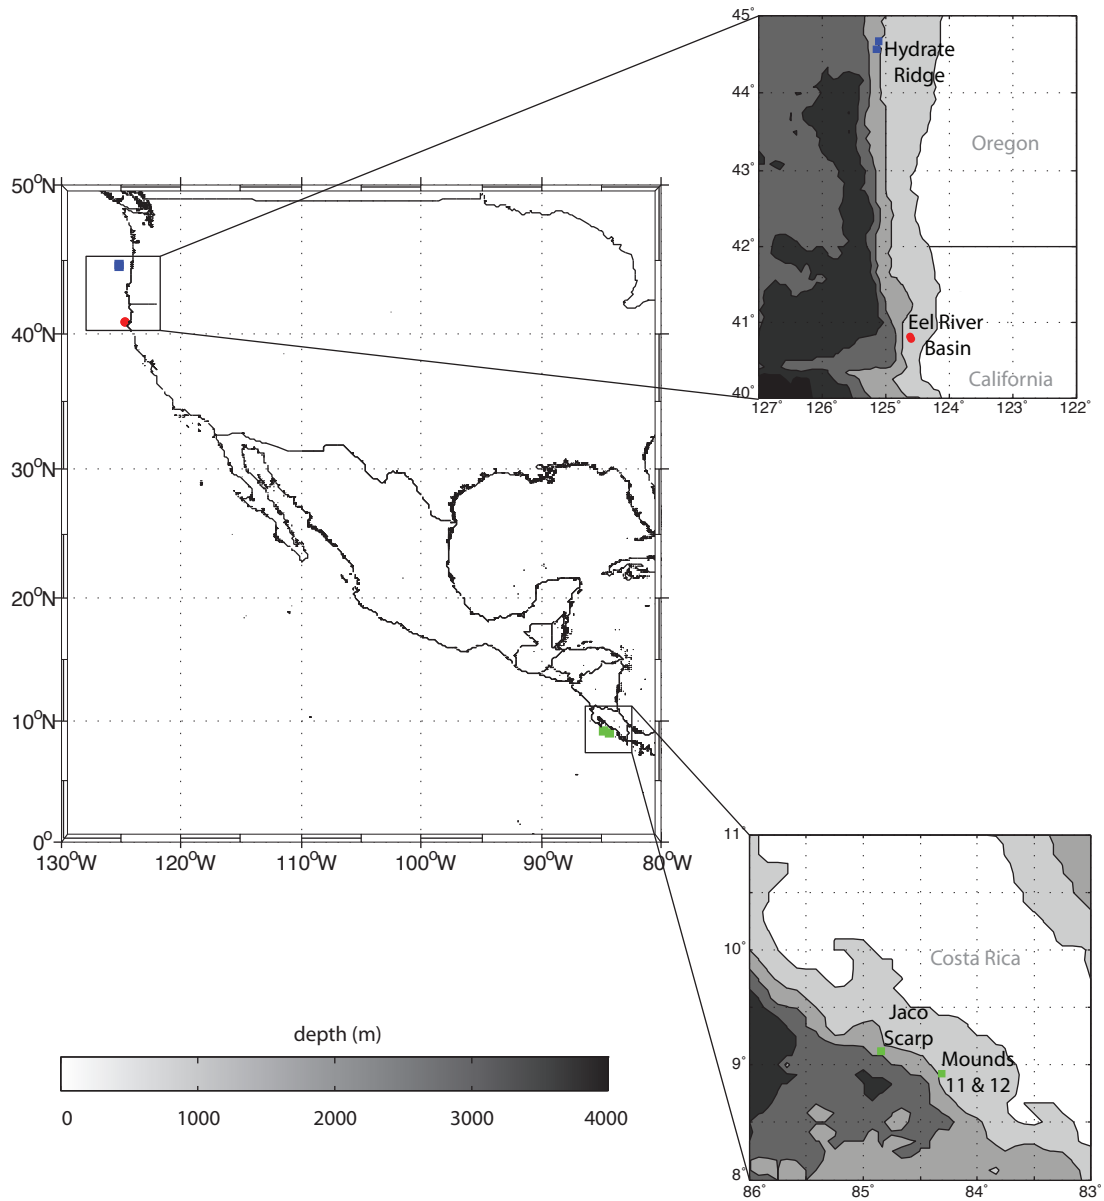 45°
Hydrate
Ridge
44°
Oregon
43°
42°
41°
Eel River
Basin
California
40°
127° 126° 125° 124° 123° 122°
50°N
40°N
30°N
20°N
10°N
0°
130°W 120°W 110°W 100°W 90°W 80°W
11°
10°
Costa Rica
Jaco
Scarp
9°
Mounds
11 & 12
8°
86° 85° 84° 83°
depth (m)
0 1000 2000 3000 4000